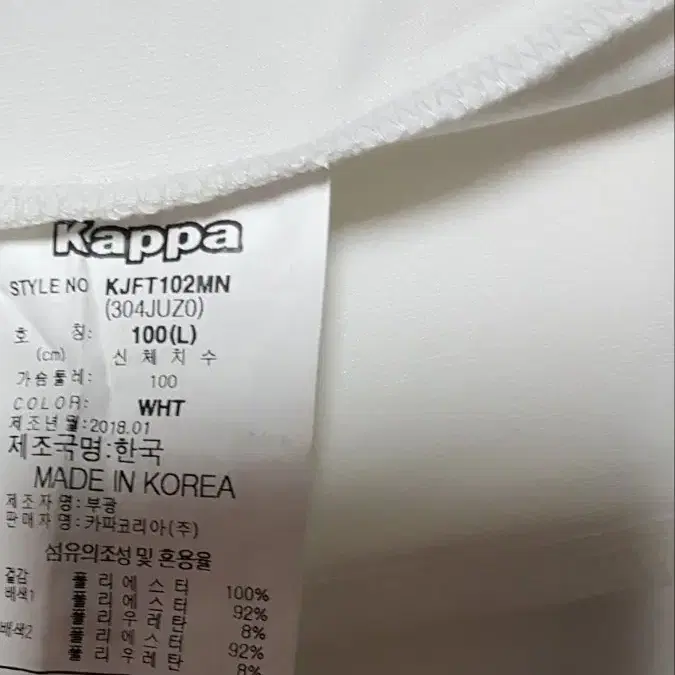 Kappa
STYLE NO KJFT102MN
(304JUZ0)
호 칭: 100(L)
(cm) 신 체 치 수
가슴둘레: 100
COLOR: WHT
제조년월:2018.01
제조국명:한국
MADE IN KOREA
제조자명:부광
판매자명:카파코리아(주)
섬유의조성 및 혼용율
겉감 폴리에스터 100%
배색1 폴리에스터 92%
폴리우레탄 8%
배색2 폴리에스터 92%
폴리우레탄 8%